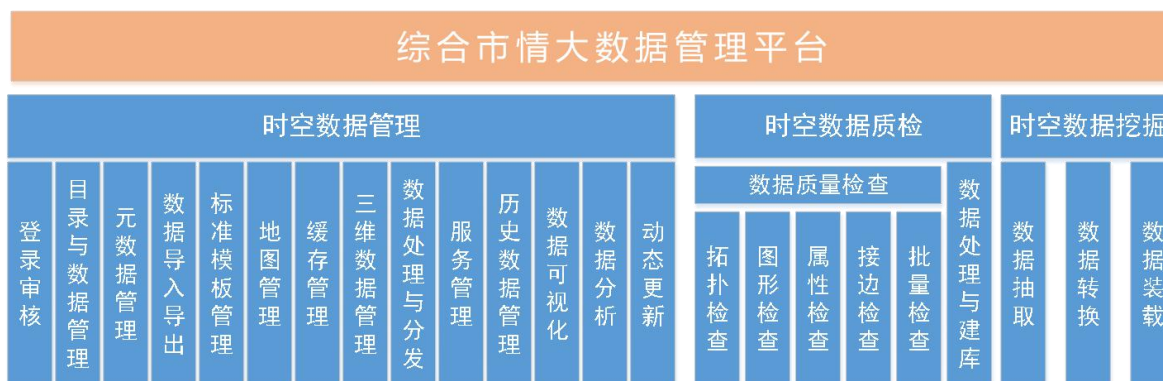 综合市情大数据管理平台
时空数据管理
时空数据质检
时空数据挖掘
登录审核
目录与数据管理
元数据管理
数据导入导出
标准模板管理
地图管理
缓存管理
三维数据管理
数据处理与分发
服务管理
历史数据管理
数据可视化
数据分析
动态更新
数据质量检查
拓扑检查
图形检查
属性检查
接边检查
批量检查
数据处理与建库
数据抽取
数据转换
数据装载